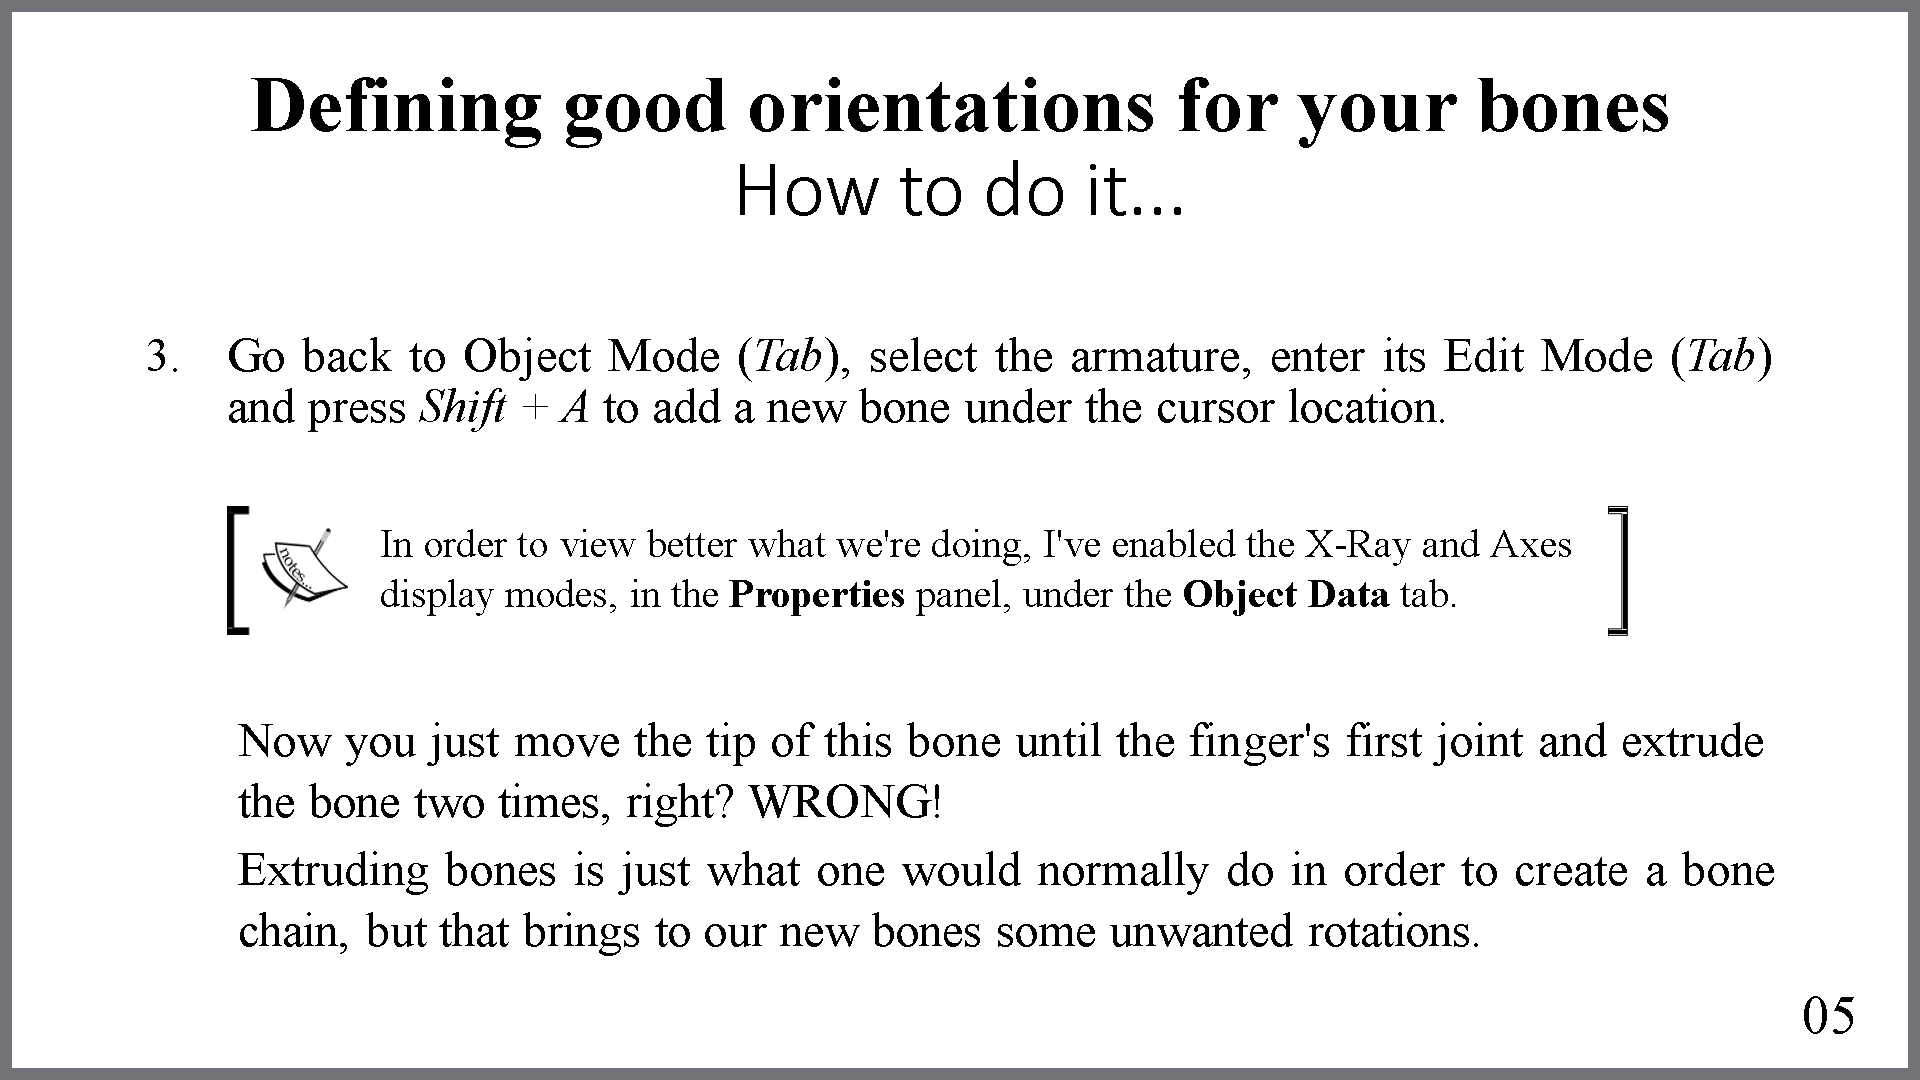 Defining good orientations for your bones
How to do it...
3. Go back to Object Mode (Tab), select the armature, enter its Edit Mode (Tab)
and press Shift + A to add a new bone under the cursor location.
notes...
In order to view better what we're doing, I've enabled the X-Ray and Axes
display modes, in the Properties panel, under the Object Data tab.
Now you just move the tip of this bone until the finger's first joint and extrude
the bone two times, right? WRONG!
Extruding bones is just what one would normally do in order to create a bone
chain, but that brings to our new bones some unwanted rotations.
05